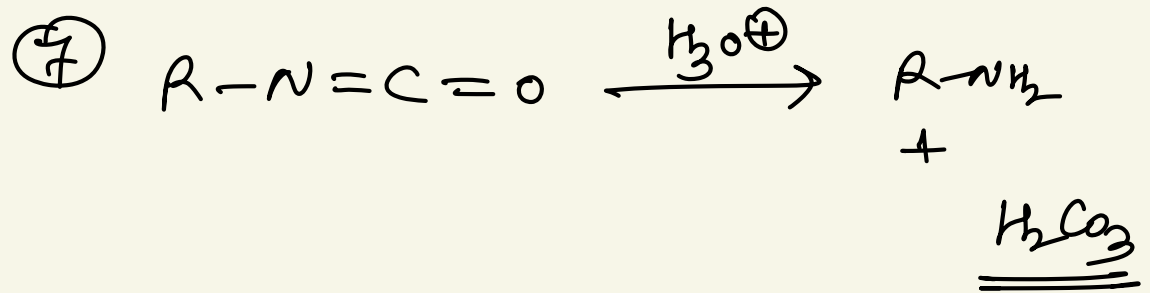 ⑦ R-N=C=O H₃O⊕ → R-NH₂
+
H₂CO₃